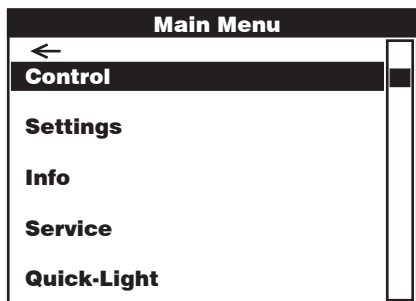 Main Menu
←
Control
Settings
Info
Service
Quick-Light